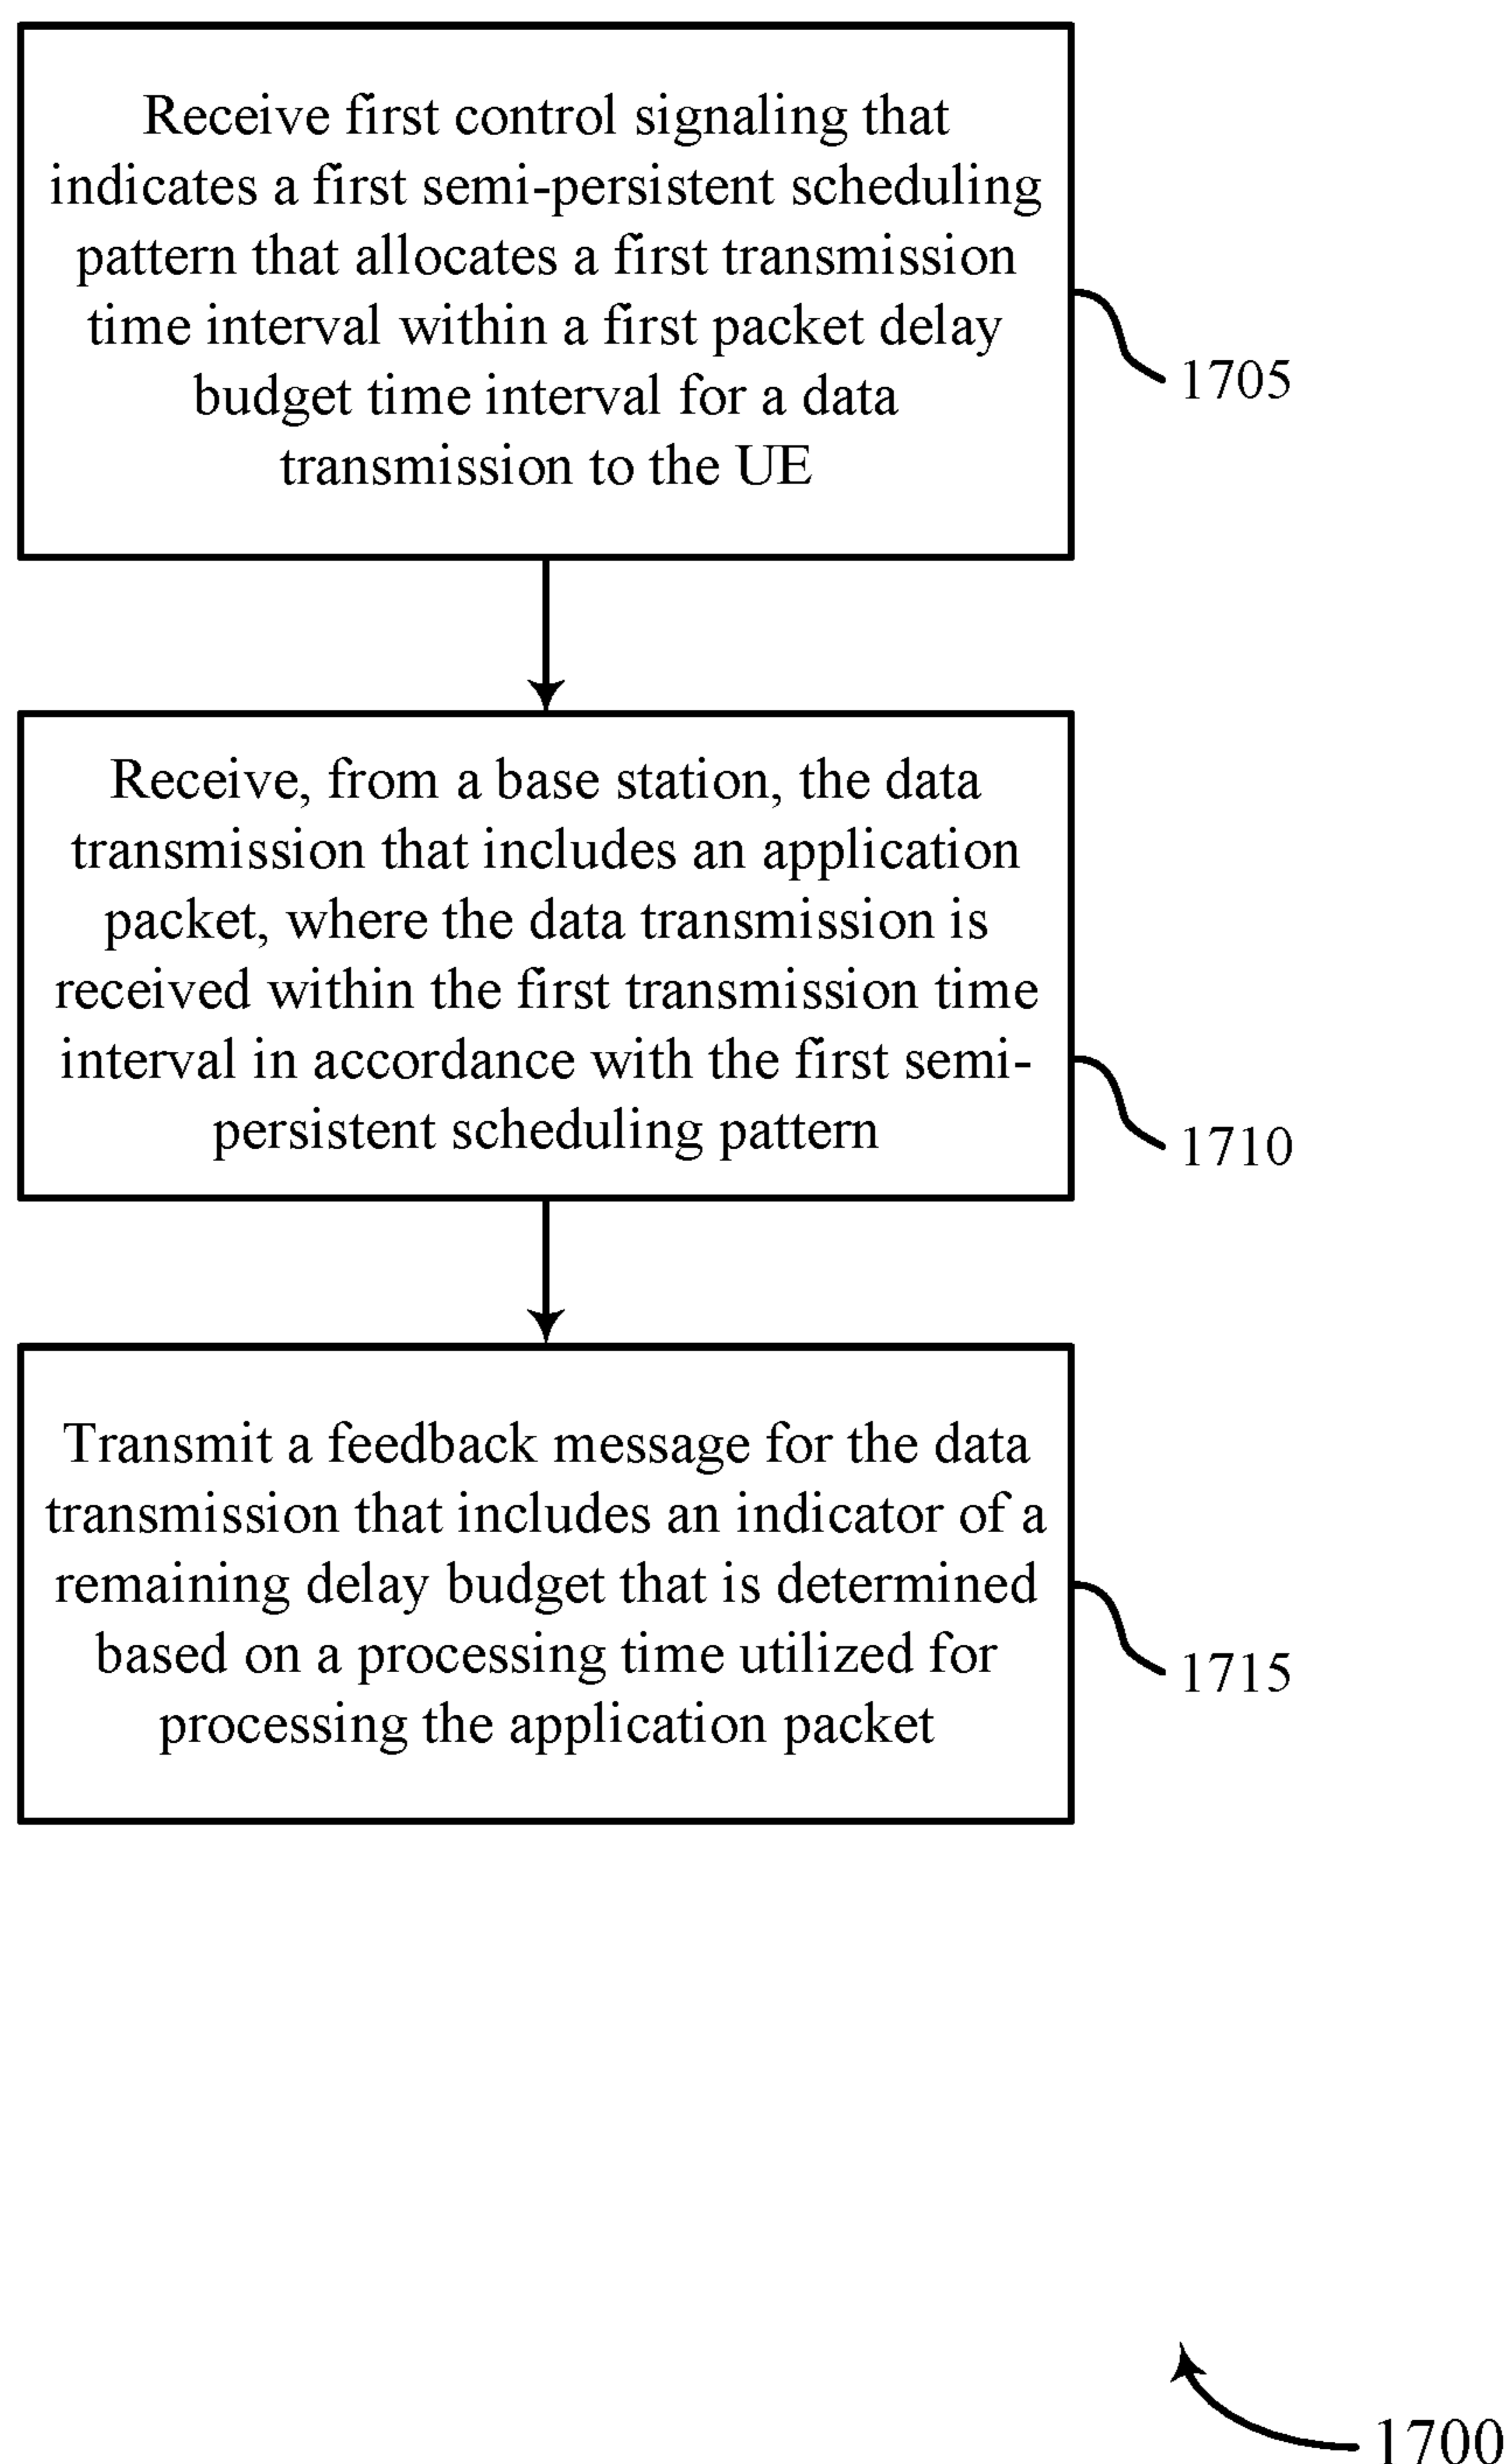 Receive first control signaling that
indicates a first semi-persistent scheduling
pattern that allocates a first transmission
time interval within a first packet delay
budget time interval for a data
transmission to the UE
1705
Receive, from a base station, the data
transmission that includes an application
packet, where the data transmission is
received within the first transmission time
interval in accordance with the first semi-
persistent scheduling pattern
1710
Transmit a feedback message for the data
transmission that includes an indicator of a
remaining delay budget that is determined
based on a processing time utilized for
processing the application packet
1715
1700